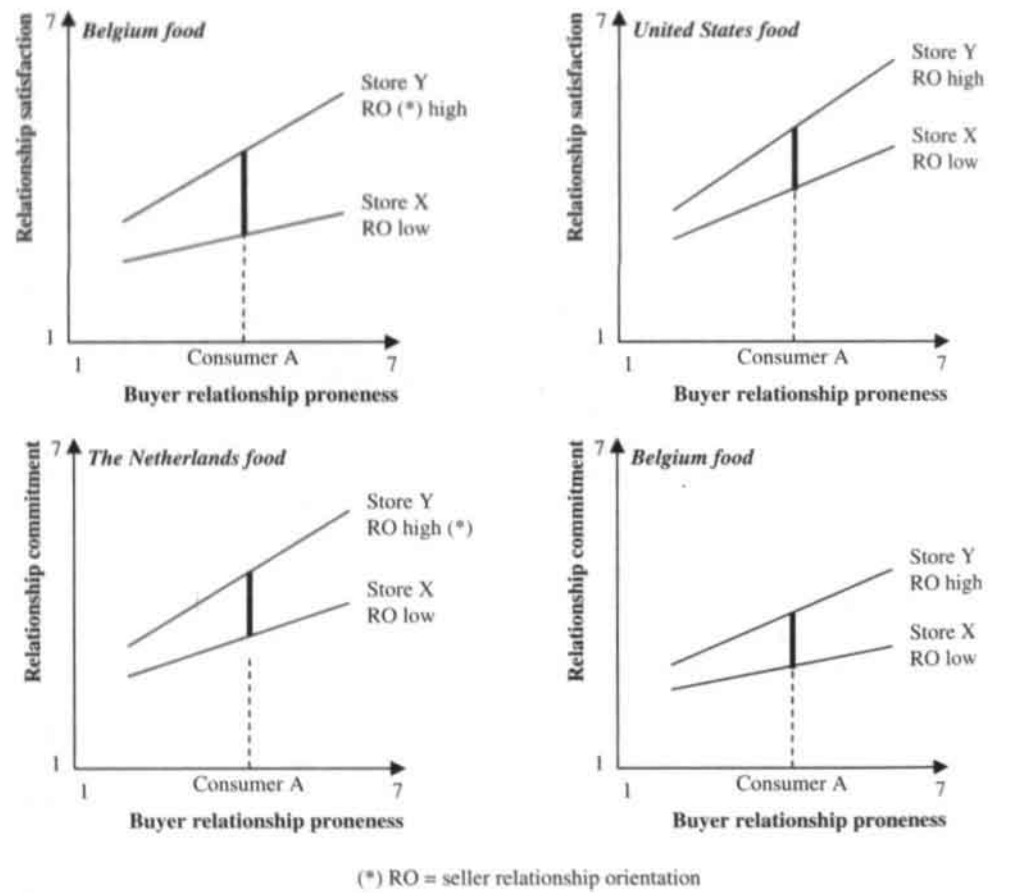 7
Belgium food
Relationship satisfaction
Store Y
RO (*) high
Store X
RO low
1
Consumer A
1
7
Buyer relationship proneness
7
United States food
Relationship satisfaction
Store Y
RO high
Store X
RO low
1
Consumer A
1
7
Buyer relationship proneness
7
The Netherlands food
Relationship commitment
Store Y
RO high (*)
Store X
RO low
1
Consumer A
1
7
Buyer relationship proneness
7
Belgium food
Relationship commitment
Store Y
RO high
Store X
RO low
1
Consumer A
1
7
Buyer relationship proneness
(*) RO = seller relationship orientation